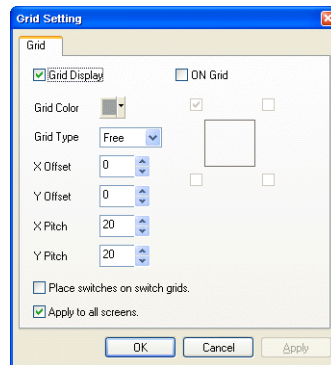 Grid Setting
Grid
Grid Display
ON Grid
Grid Color
Grid Type
Free
X Offset
0
Y Offset
0
X Pitch
20
Y Pitch
20
Place switches on switch grids.
Apply to all screens.
OK
Cancel
Apply